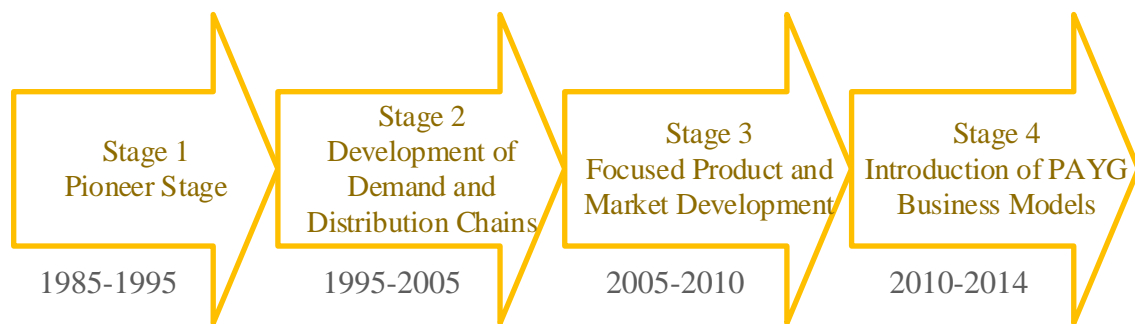 Stage 1
Pioneer Stage
Stage 2
Development of
Demand and
Distribution Chains
Stage 3
Focused Product and
Market Development
Stage 4
Introduction of PAYG
Business Models
1985-1995
1995-2005
2005-2010
2010-2014